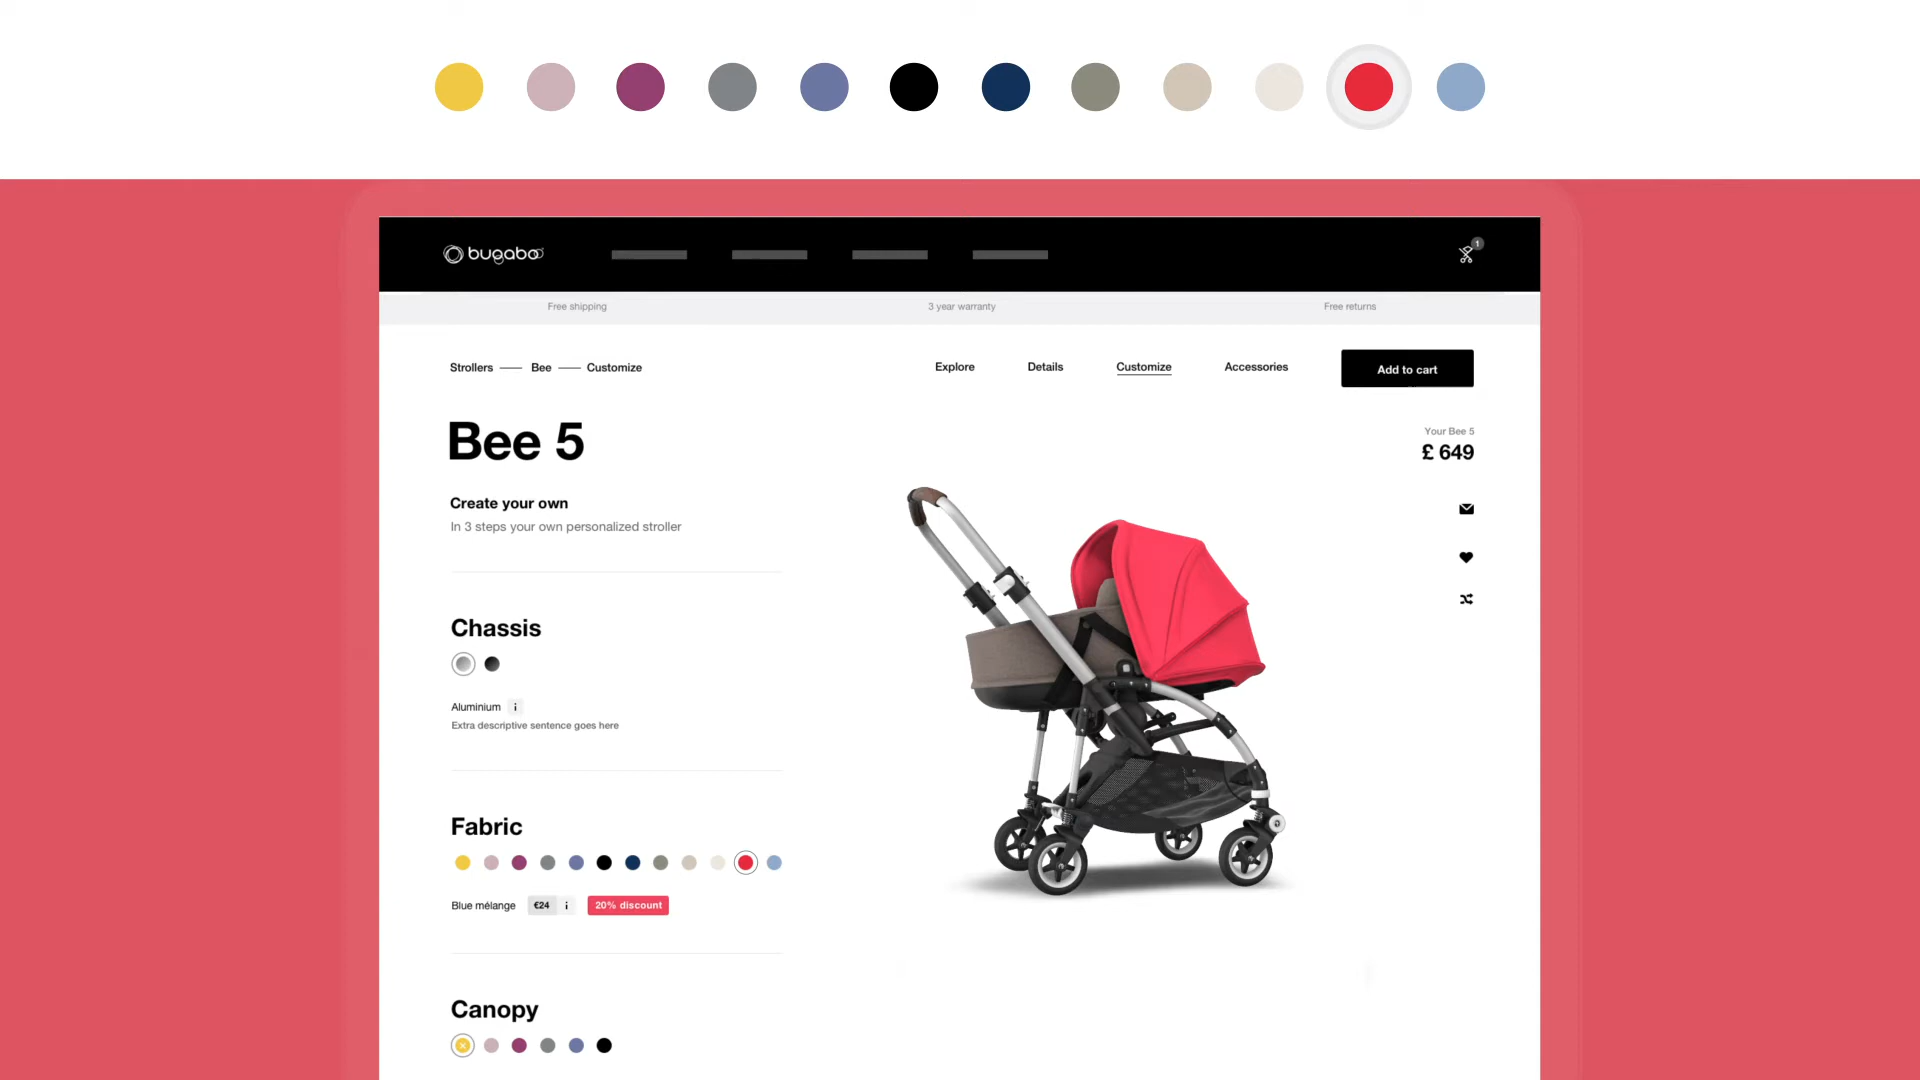 bugaboo
1
Free shipping
3 year warranty
Free returns
Strollers — Bee — Customize
Explore
Details
Customize
Accessories
Add to cart
Bee 5
Your Bee 5
£ 649
Create your own
In 3 steps your own personalized stroller
Chassis
Aluminium i
Extra descriptive sentence goes here
Fabric
Blue mélange €24 i 20% discount
Canopy